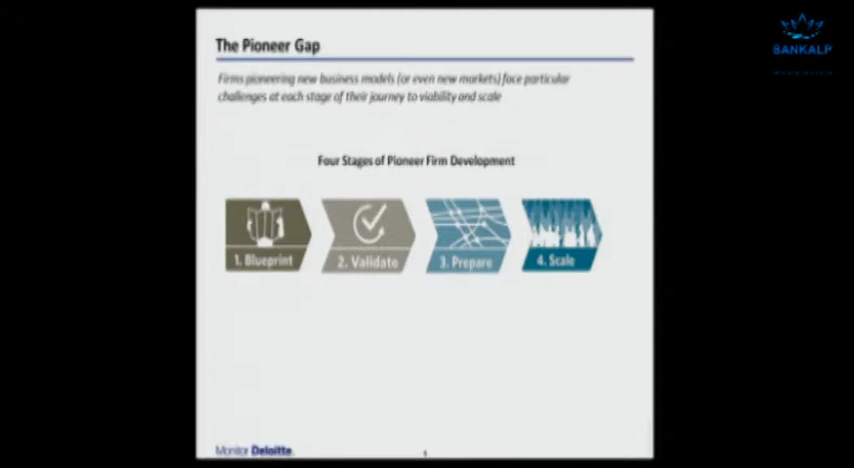 The Pioneer Gap
SANKALP
Firms pioneering new business models (or even new markets) face particular
challenges at each stage of their journey to viability and scale
Four Stages of Pioneer Firm Development
1. Blueprint
2. Validate
3. Prepare
4. Scale
Monitor Deloitte.